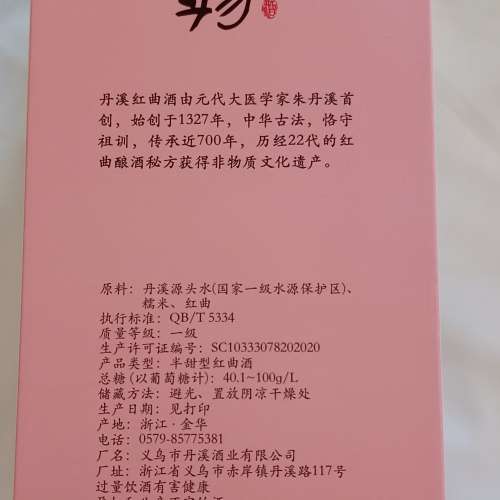 丹溪红曲酒由元代大医学家朱丹溪首
创，始创于1327年，中华古法，恪守
祖训，传承近700年，历经22代的红
曲酿酒秘方获得非物质文化遗产。
原料：丹溪源头水(国家一级水源保护区)、
糯米、红曲
执行标准：QB/T 5334
质量等级：一级
生产许可证编号：SC10333078202020
产品类型：半甜型红曲酒
总糖(以葡萄糖计)：40.1~100g/L
储藏方法：避光、置放阴凉干燥处
生产日期：见打印
产地：浙江·金华
电话：0579-85775381
厂名：义乌市丹溪酒业有限公司
厂址：浙江省义乌市赤岸镇丹溪路117号
过量饮酒有害健康